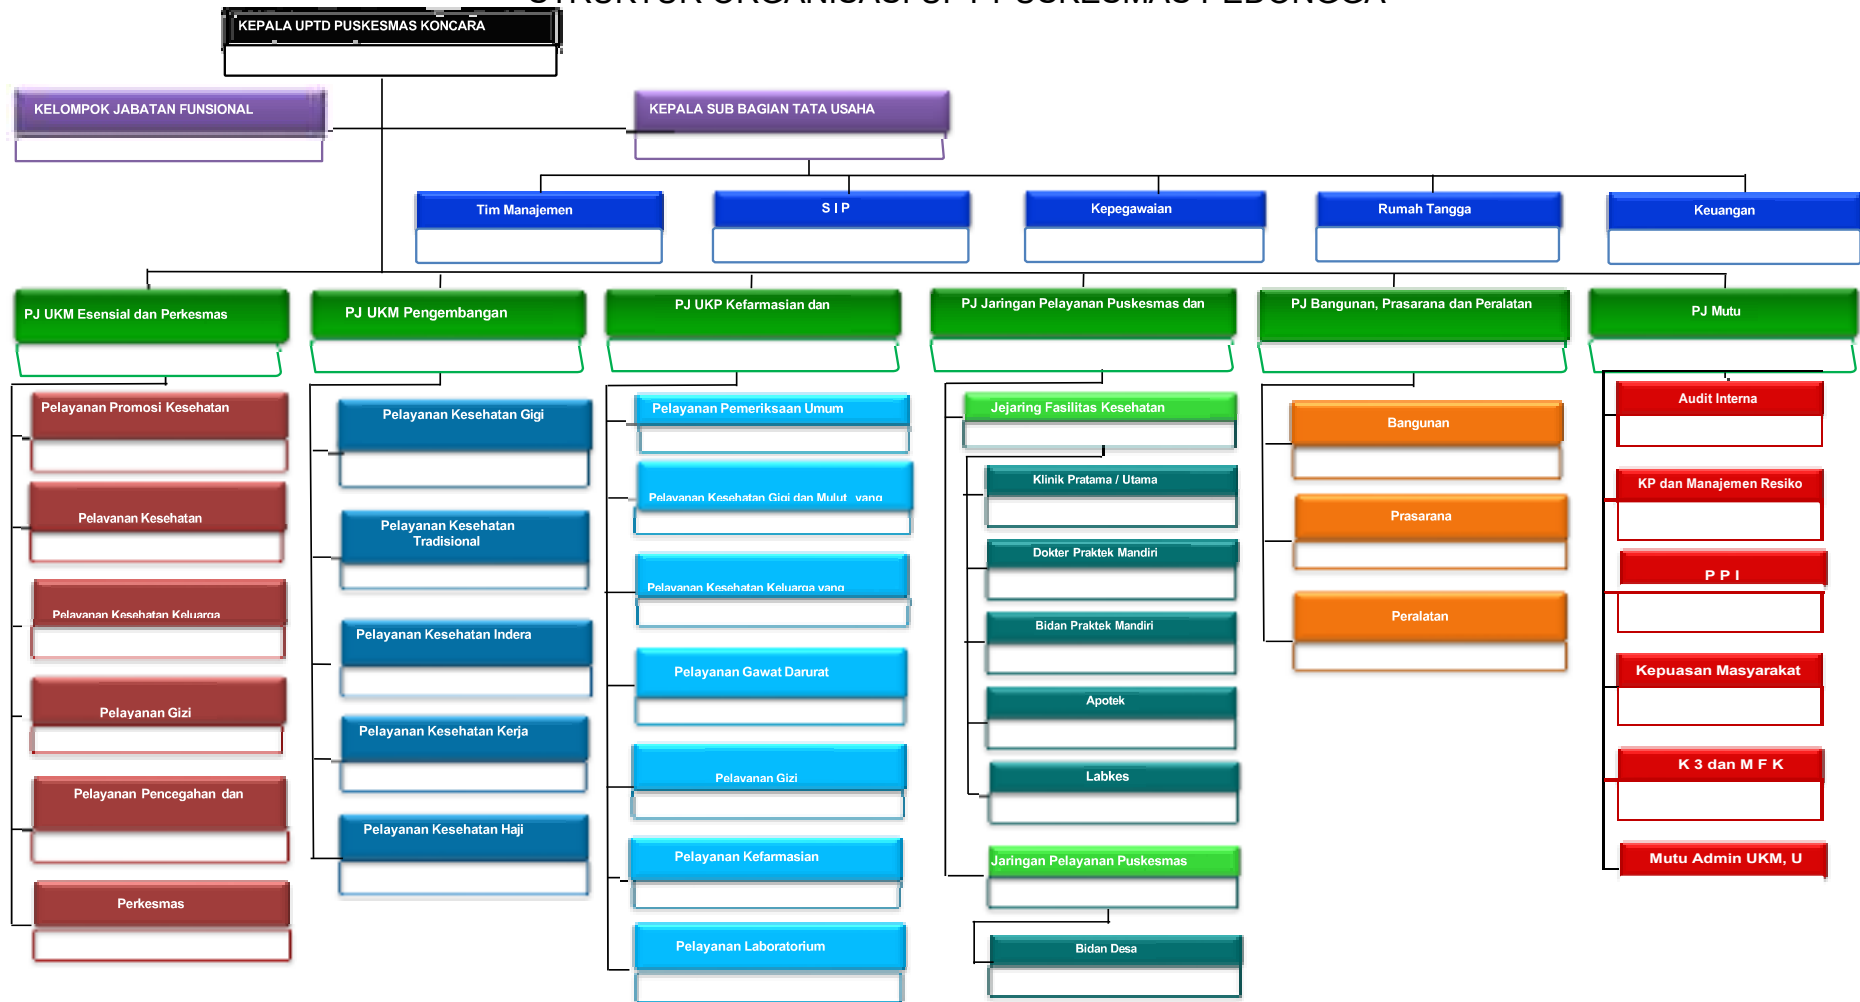 STRUKTUR ORGANISASI UPT PUSKESMAS PEDONGGA
KEPALA UPTD PUSKESMAS KONCARA
KELOMPOK JABATAN FUNSIONAL
KEPALA SUB BAGIAN TATA USAHA
Tim Manajemen
S I P
Kepegawaian
Rumah Tangga
Keuangan
PJ UKM Esensial dan Perkesmas
PJ UKM Pengembangan
PJ UKP Kefarmasian dan
PJ Jaringan Pelayanan Puskesmas dan
PJ Bangunan, Prasarana dan Peralatan
PJ Mutu
Pelayanan Promosi Kesehatan
Pelayanan Kesehatan
Pelayanan Kesehatan Keluarga
Pelayanan Gizi
Pelayanan Pencegahan dan
Perkesmas
Pelayanan Kesehatan Gigi
Pelayanan Kesehatan
Tradisional
Pelayanan Kesehatan Indera
Pelayanan Kesehatan Kerja
Pelayanan Kesehatan Haji
Pelayanan Pemeriksaan Umum
Pelayanan Kesehatan Gigi dan Mulut yang
Pelayanan Kesehatan Keluarga yang
Pelayanan Gawat Darurat
Pelayanan Gizi
Pelayanan Kefarmasian
Pelayanan Laboratorium
Jejaring Fasilitas Kesehatan
Klinik Pratama / Utama
Dokter Praktek Mandiri
Bidan Praktek Mandiri
Apotek
Labkes
Jaringan Pelayanan Puskesmas
Bidan Desa
Bangunan
Prasarana
Peralatan
Audit Interna
KP dan Manajemen Resiko
P P I
Kepuasan Masyarakat
K 3 dan M F K
Mutu Admin UKM, U